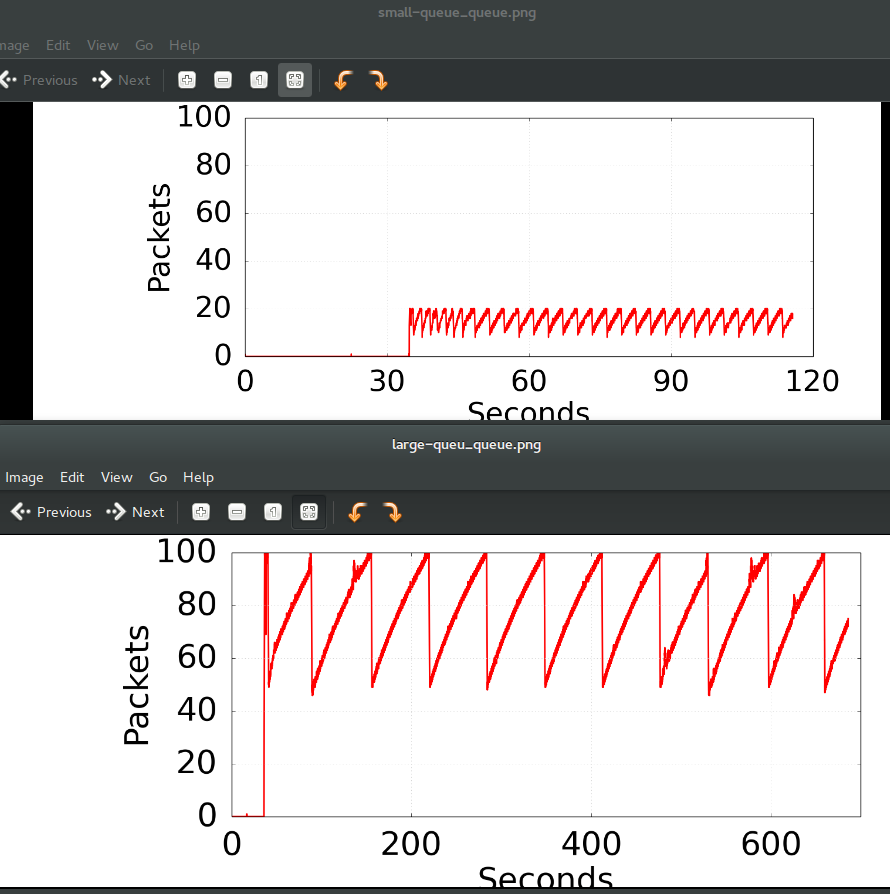 small-queue_queue.png
mage Edit View Go Help
Previous Next
100
80
60
40
20
0
Packets
0 30 60 90 120
Seconds
large-queu_queue.png
Image Edit View Go Help
Previous Next
100
80
60
40
20
0
Packets
0 200 400 600
Seconds